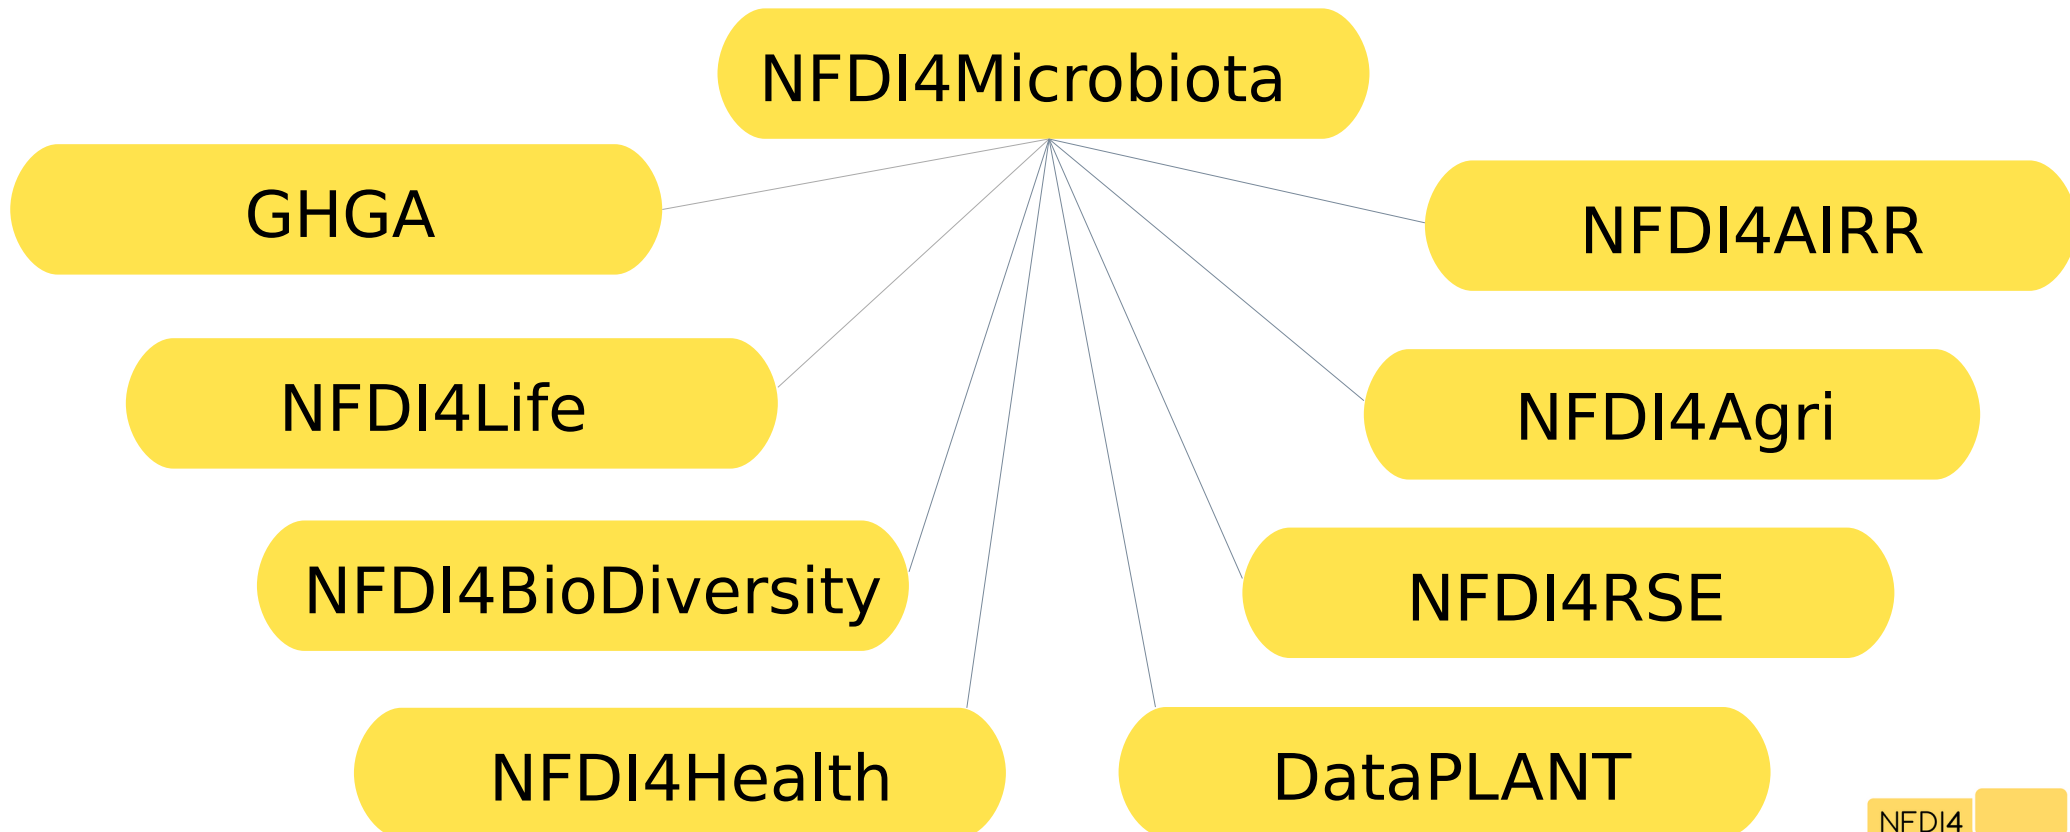 NFDI4Microbiota
GHGA
NFDI4AIRR
NFDI4Life
NFDI4Agri
NFDI4BioDiversity
NFDI4RSE
NFDI4Health
DataPLANT
NFDI4